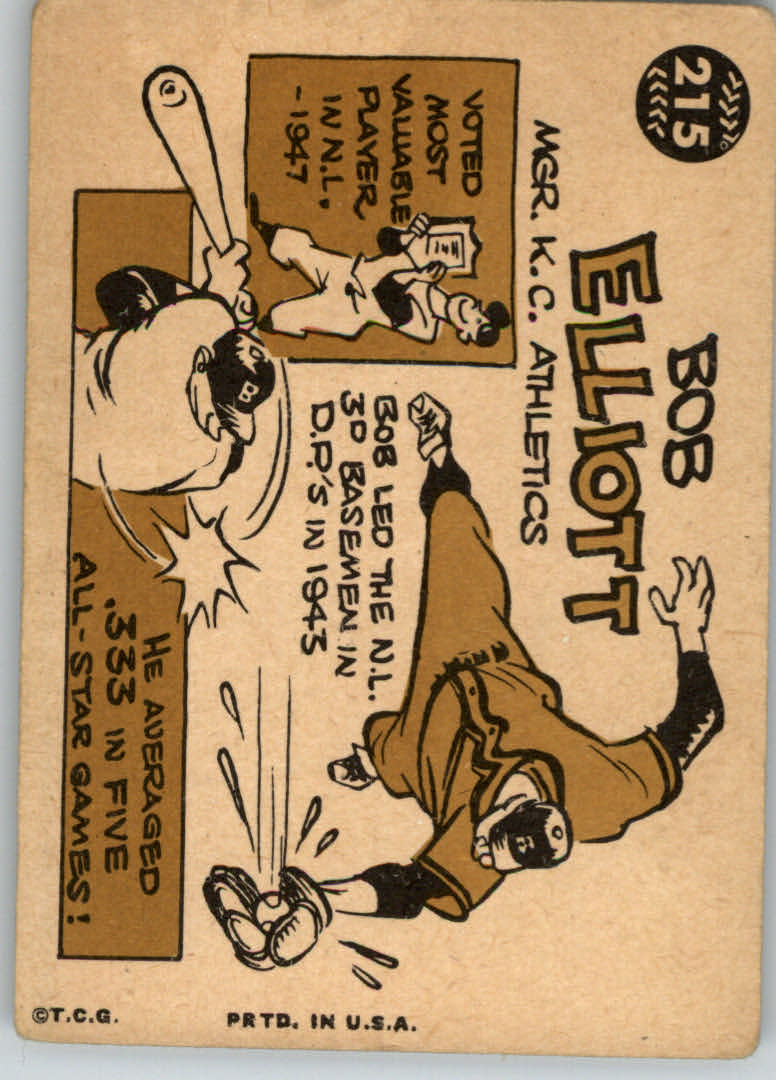 215
BOB
ELLIOTT
MGR. K.C. ATHLETICS
VOTED
MOST
VALUABLE
PLAYER
IN N.L.
-1947
BOB LED THE N.L.
3D BASEMEN IN
D.P.'S IN 1943
B
HE AVERAGED
.333 IN FIVE
ALL-STAR GAMES!
©T.C.G.
PRTD. IN U.S.A.